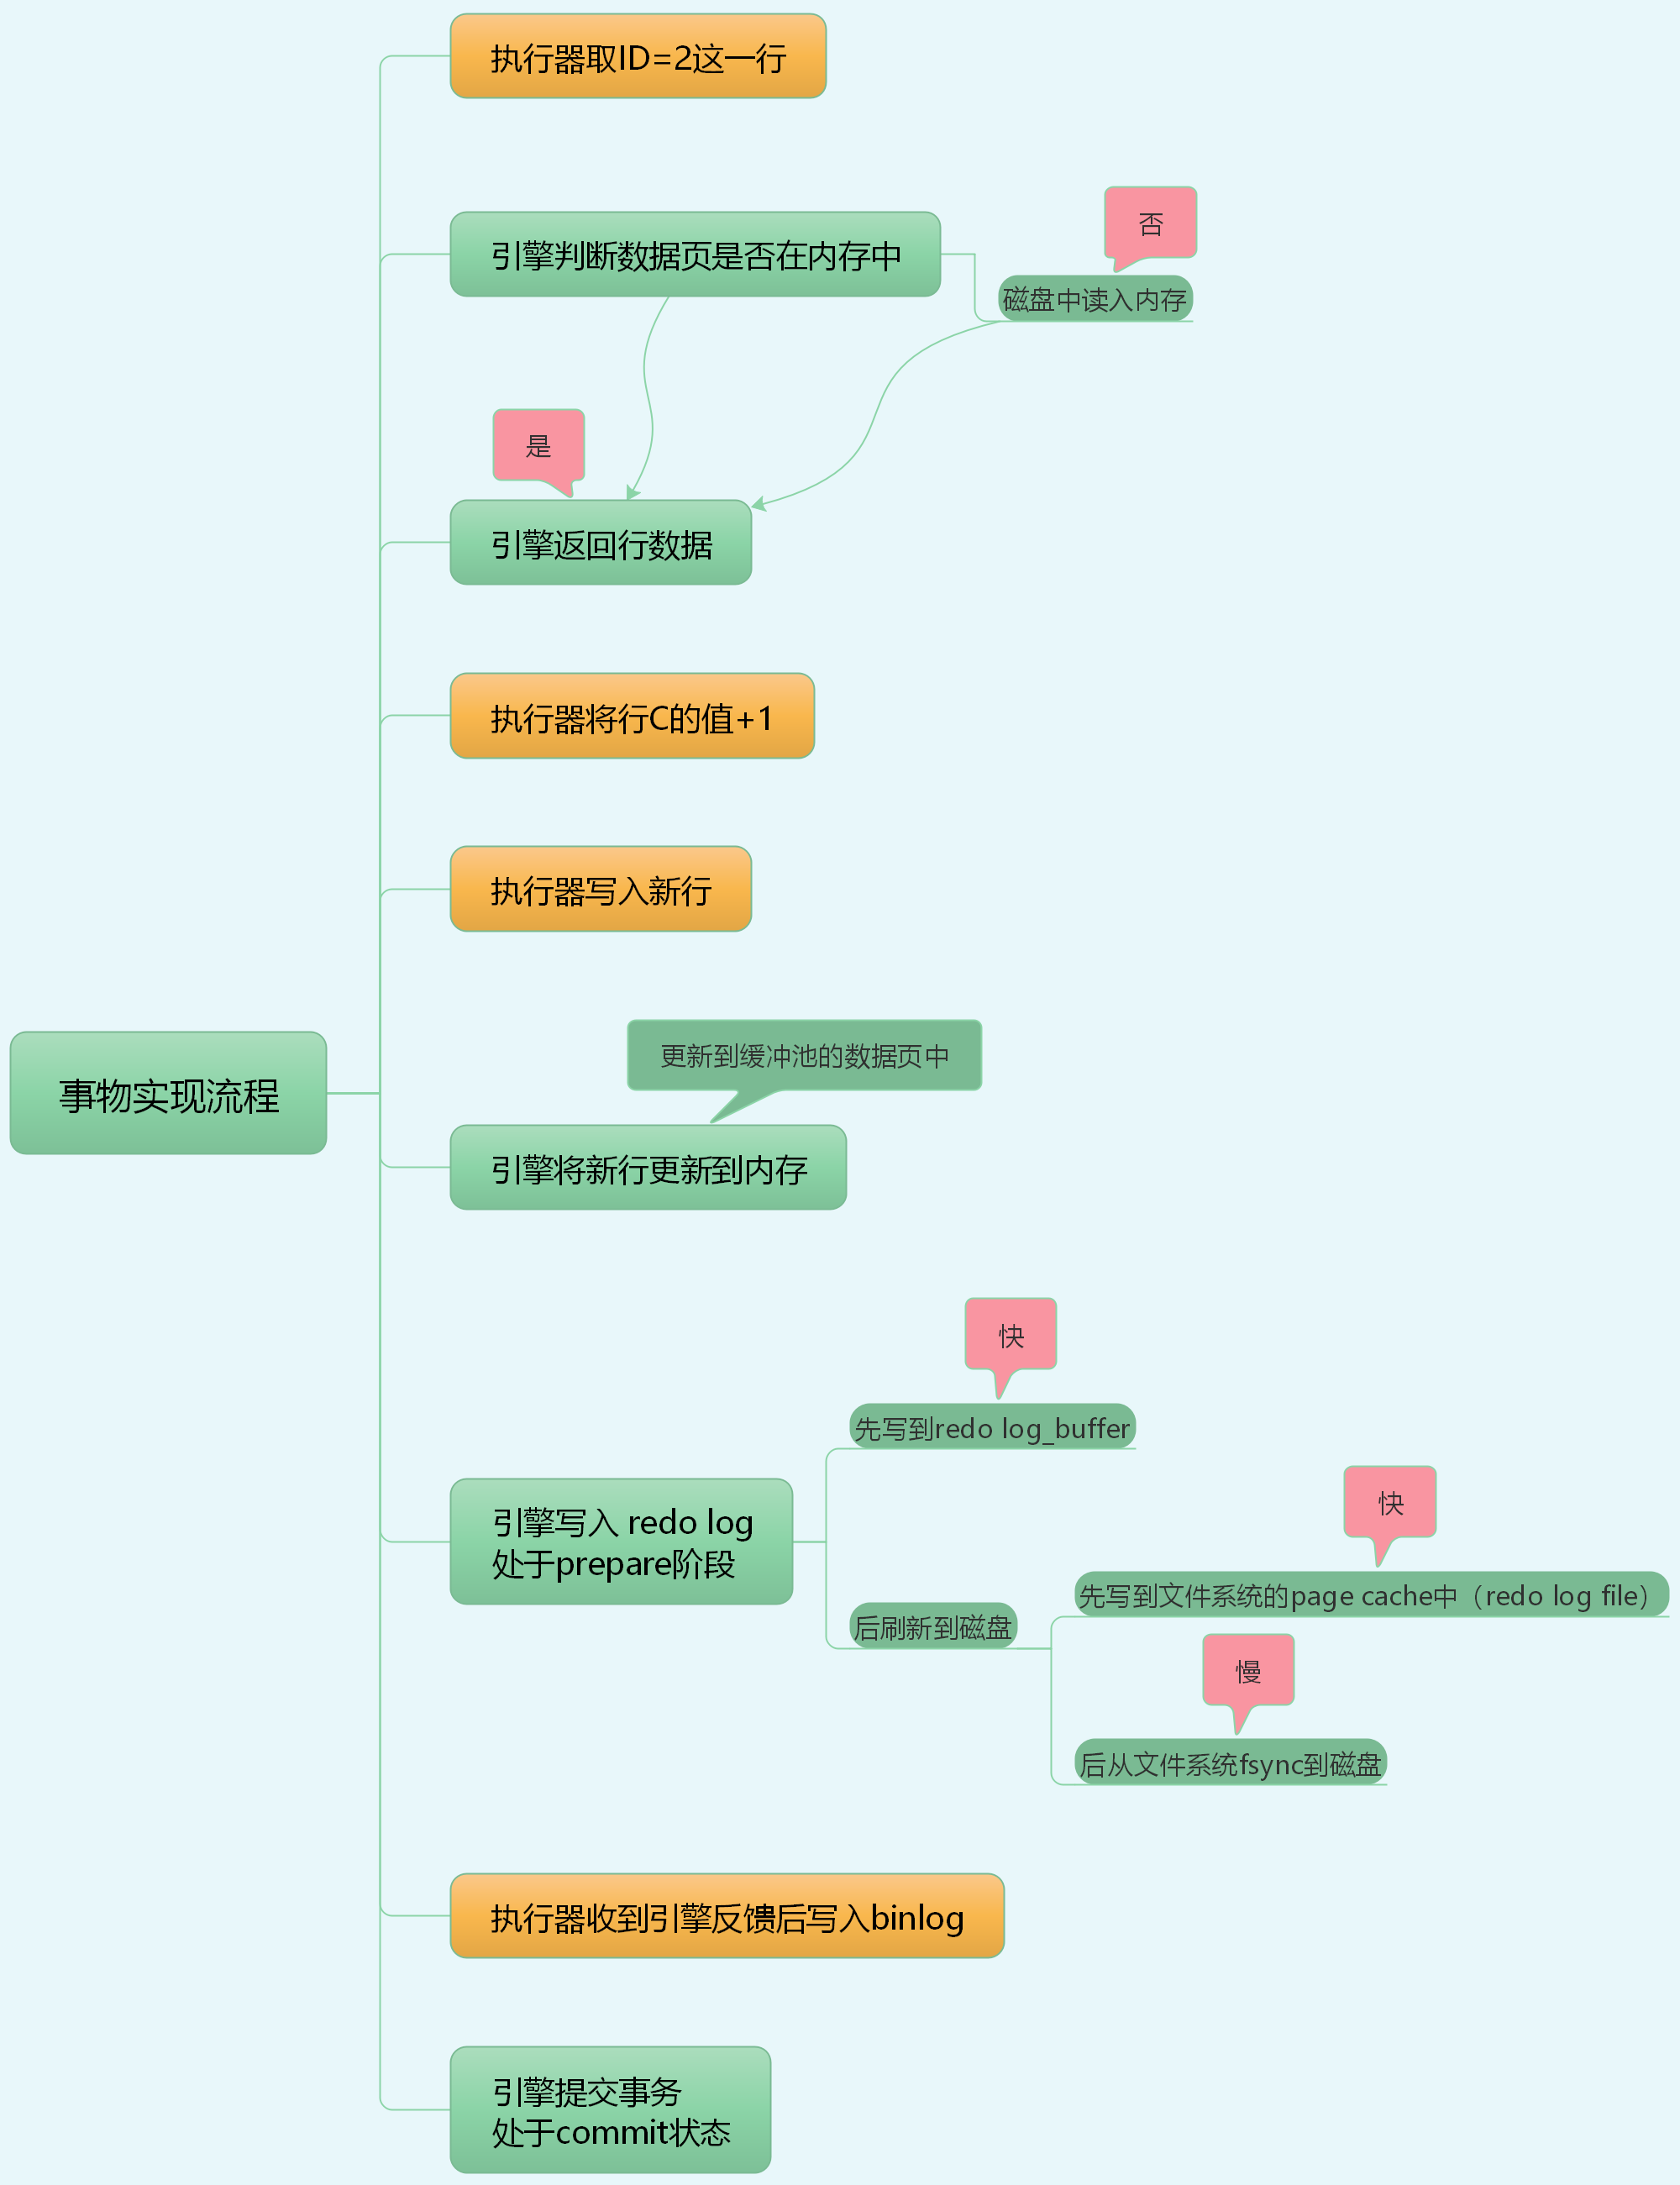 执行器取ID=2这一行
否
引擎判断数据页是否在内存中
磁盘中读入内存
是
引擎返回行数据
执行器将行C的值+1
执行器写入新行
更新到缓冲池的数据页中
事物实现流程
引擎将新行更新到内存
快
先写到redo log_buffer
快
引擎写入 redo log
处于prepare阶段
先写到文件系统的page cache中（redo log file）
后刷新到磁盘
慢
后从文件系统fsync到磁盘
执行器收到引擎反馈后写入binlog
引擎提交事务
处于commit状态